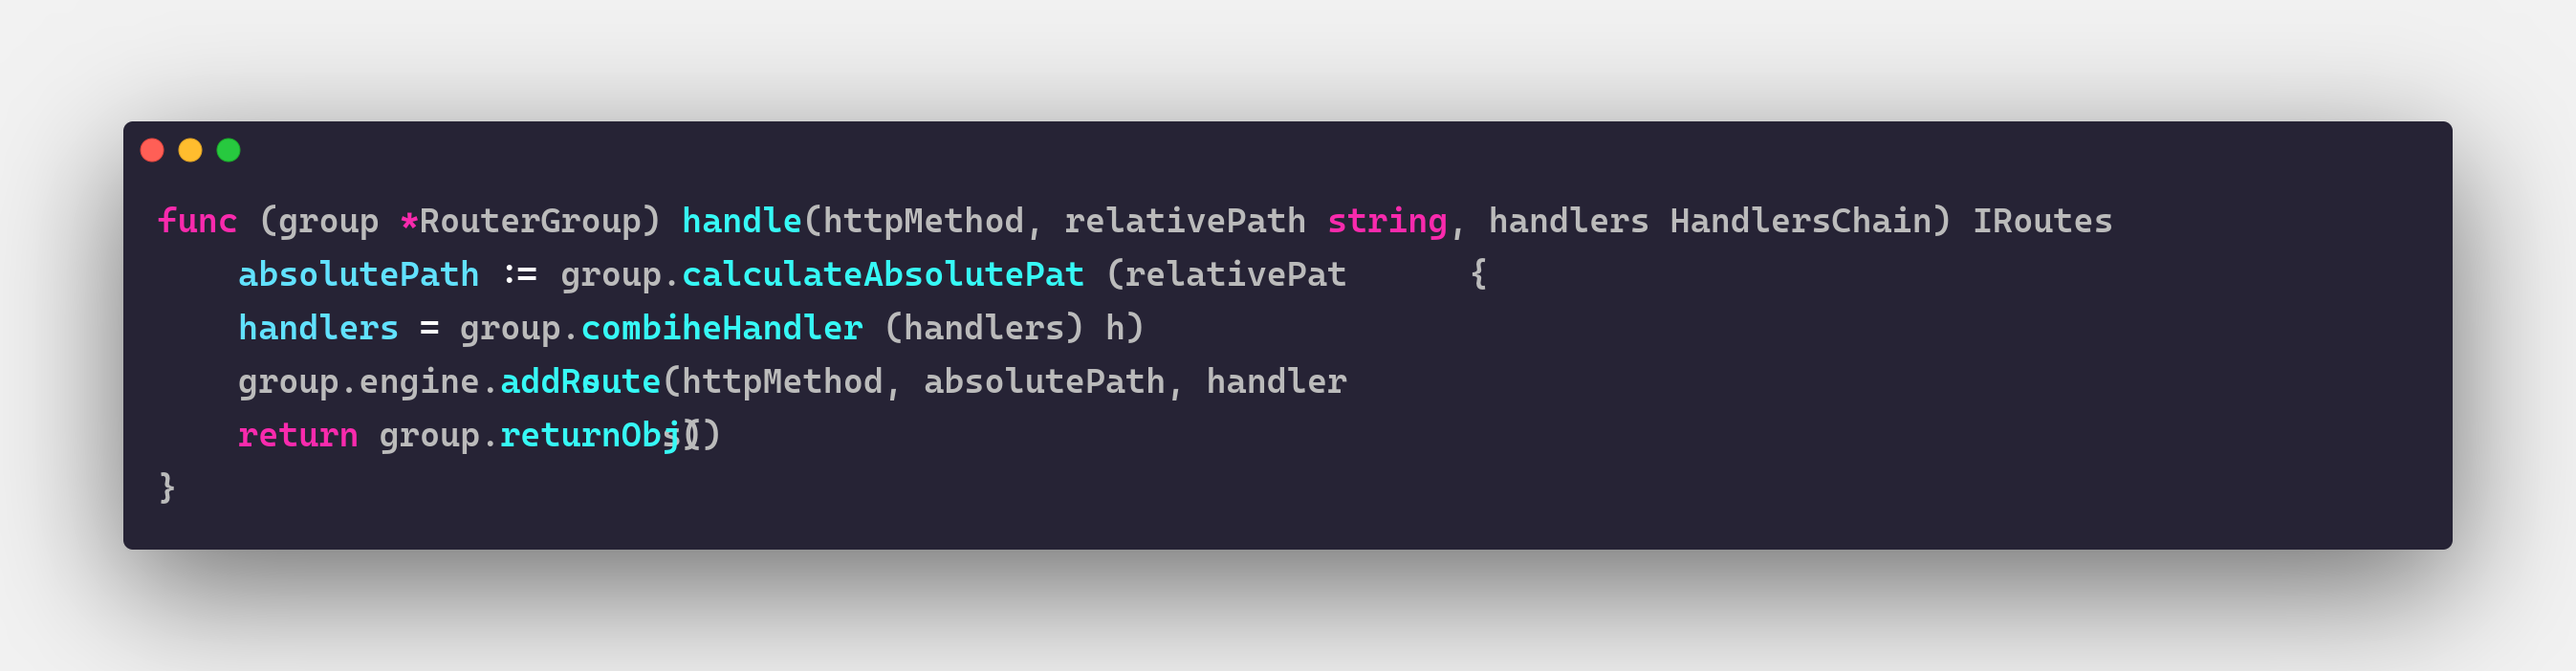 func (group *RouterGroup) handle(httpMethod, relativePath string, handlers HandlersChain) IRoutes
absolutePath := group.calculateAbsolutePat (relativePat {
handlers = group.combiheHandler (handlers) h)
group.engine.addRoute(httpMethod, absolutePath, handler
return group.returnObj()
}